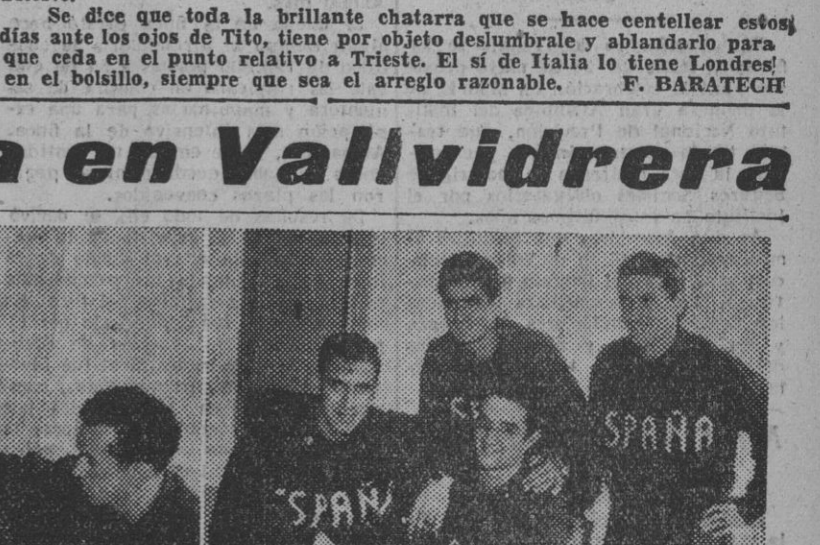 Se dice que toda la brillante chatarra que se hace centellear estos
días ante los ojos de Tito, tiene por objeto deslumbrale y ablandarlo para
que ceda en el punto relativo a Trieste. El sí de Italia lo tiene Londres
en el bolsillo, siempre que sea el arreglo razonable. F. BARATECH
a en Vallvidrera
SPAÑA
SPAÑ